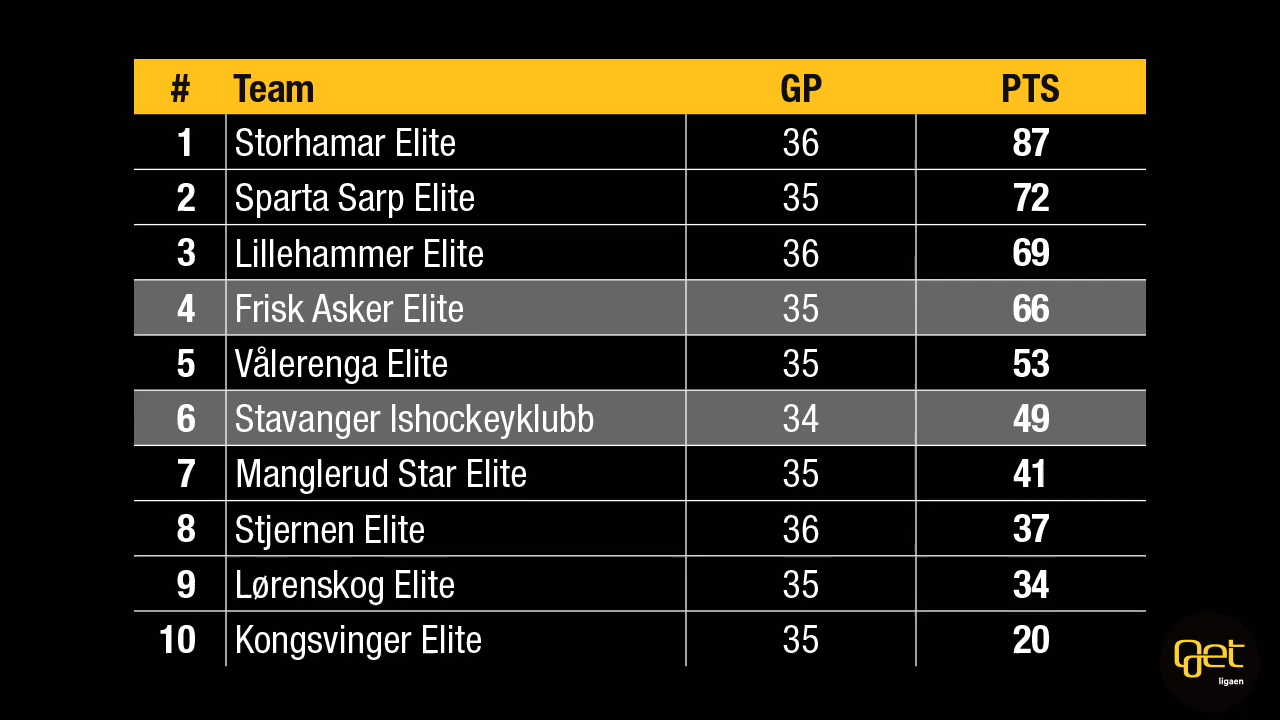 # Team GP PTS
1 Storhamar Elite 36 87
2 Sparta Sarp Elite 35 72
3 Lillehammer Elite 36 69
4 Frisk Asker Elite 35 66
5 Vålerenga Elite 35 53
6 Stavanger Ishockeyklubb 34 49
7 Manglerud Star Elite 35 41
8 Stjernen Elite 36 37
9 Lørenskog Elite 35 34
10 Kongsvinger Elite 35 20
get
ligaen